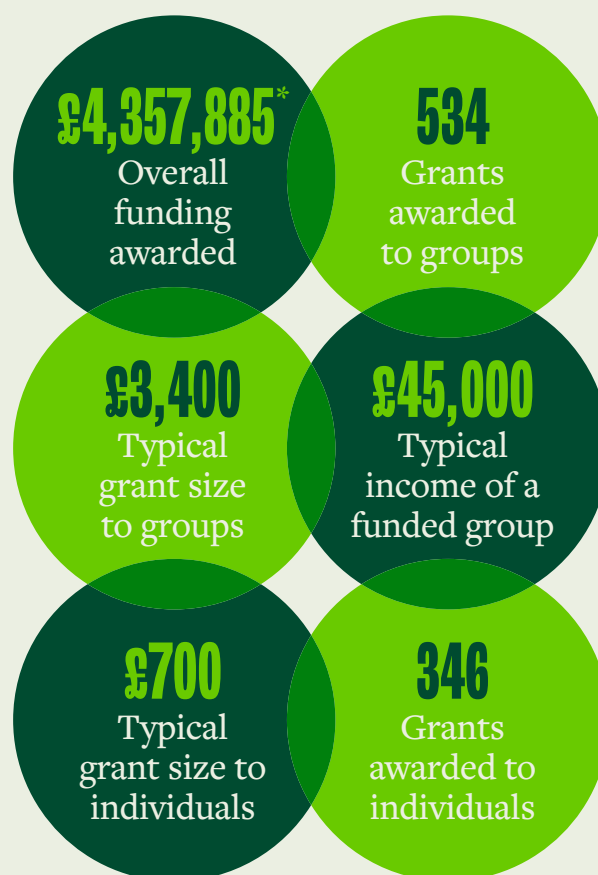 £4,357,885*
Overall
funding
awarded
534
Grants
awarded
to groups
£3,400
Typical
grant size
to groups
£45,000
Typical
income of a
funded group
£700
Typical
grant size to
individuals
346
Grants
awarded to
individuals